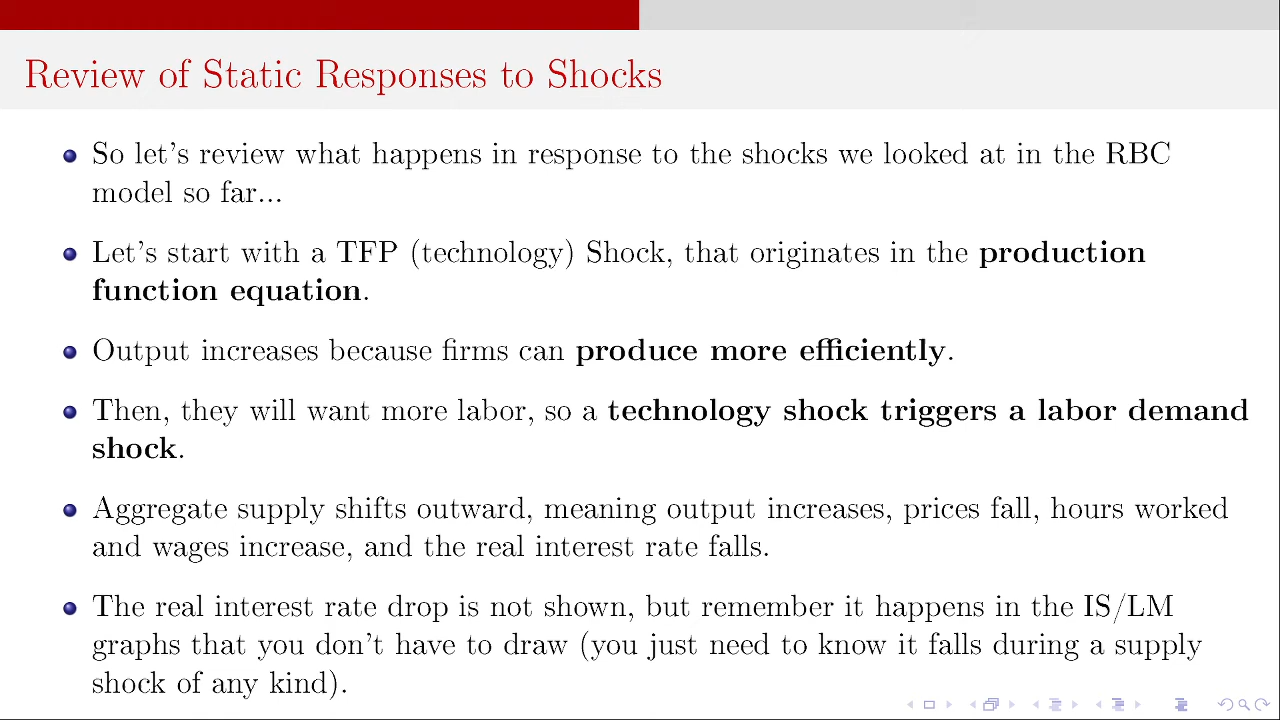 Review of Static Responses to Shocks
So let's review what happens in response to the shocks we looked at in the RBC
model so far...
Let's start with a TFP (technology) Shock, that originates in the production
function equation.
Output increases because firms can produce more efficiently.
Then, they will want more labor, so a technology shock triggers a labor demand
shock.
Aggregate supply shifts outward, meaning output increases, prices fall, hours worked
and wages increase, and the real interest rate falls.
The real interest rate drop is not shown, but remember it happens in the IS/LM
graphs that you don't have to draw (you just need to know it falls during a supply
shock of any kind).